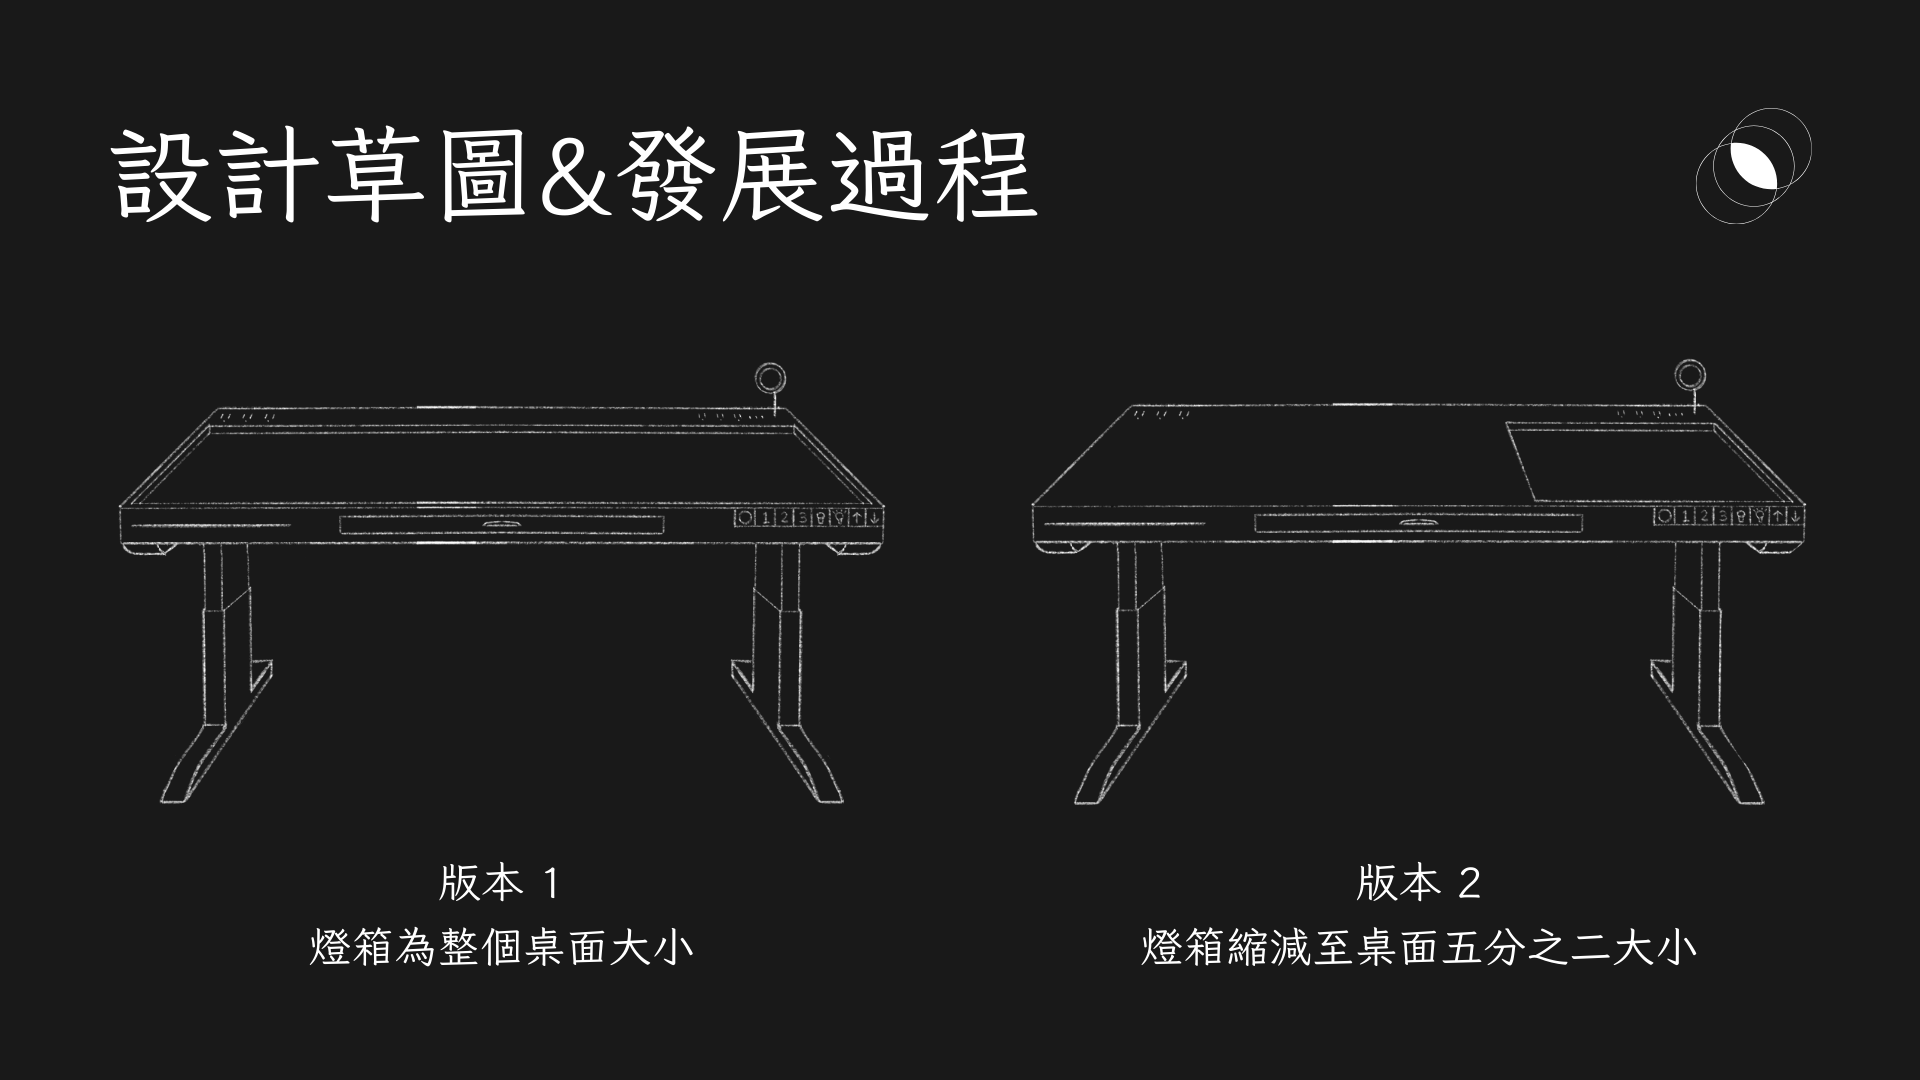 設計草圖&發展過程
1 2 3
1 2 3
版本 1
版本 2
燈箱為整個桌面大小
燈箱縮減至桌面五分之二大小